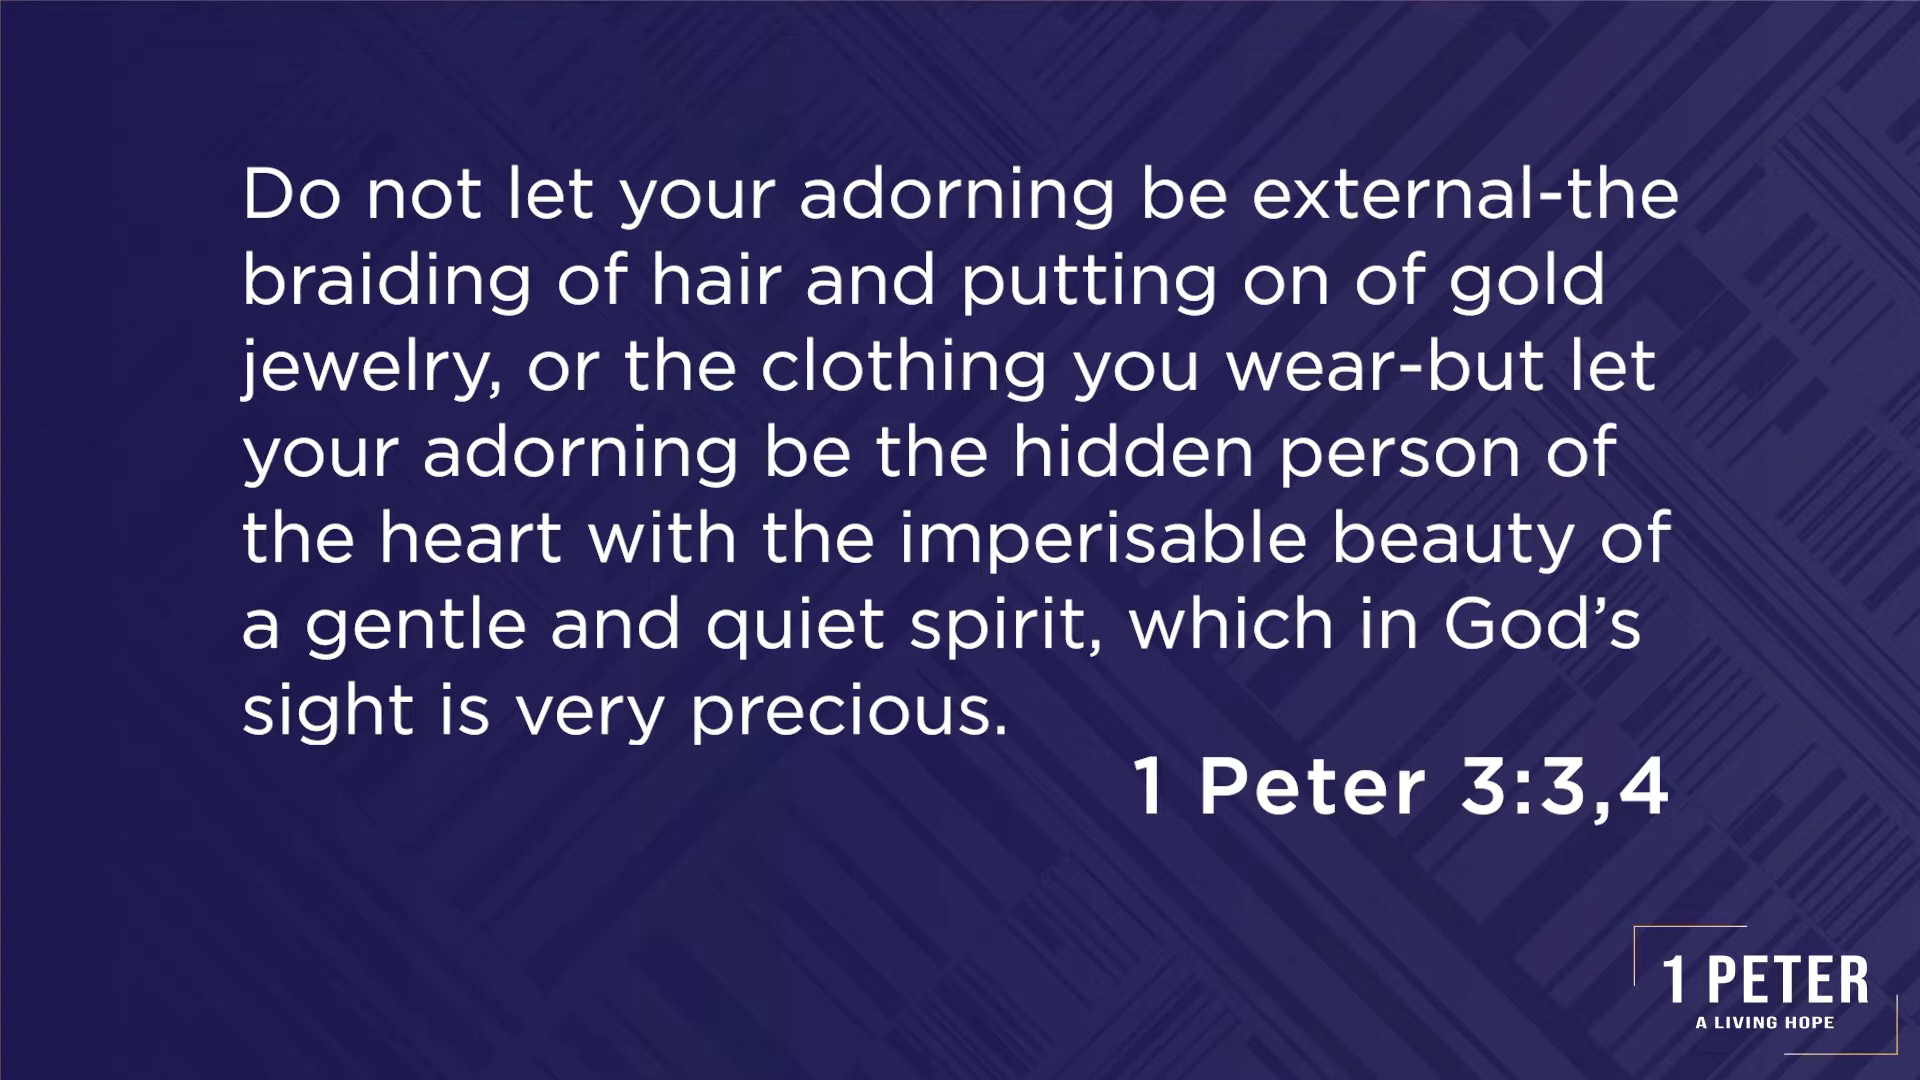 Do not let your adorning be external-the
braiding of hair and putting on of gold
jewelry, or the clothing you wear-but let
your adorning be the hidden person of
the heart with the imperisable beauty of
a gentle and quiet spirit, which in God’s
sight is very precious.
1 Peter 3:3,4
1 PETER
A LIVING HOPE